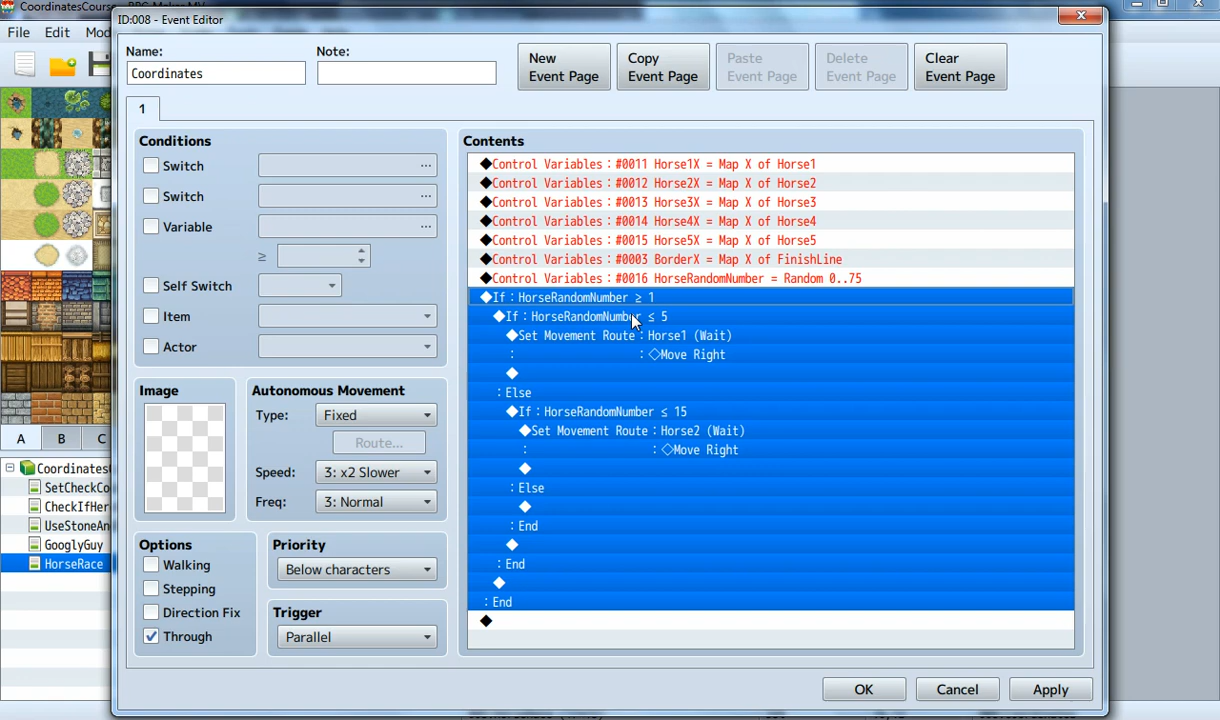 CoordinatesCourse - RPG Maker MV
ID:008 - Event Editor
File Edit Mod
Name:
Note:
Coordinates
New
Event Page
Copy
Event Page
Paste
Event Page
Delete
Event Page
Clear
Event Page
1
Conditions
Switch
...
Switch
...
Variable
...
≥
Self Switch
Item
Actor
Image
Autonomous Movement
Type: Fixed
Route...
Speed: 3: x2 Slower
Freq: 3: Normal
Options
Walking
Stepping
Direction Fix
Through
Priority
Below characters
Trigger
Parallel
Contents
◆Control Variables：#0011 Horse1X = Map X of Horse1
◆Control Variables：#0012 Horse2X = Map X of Horse2
◆Control Variables：#0013 Horse3X = Map X of Horse3
◆Control Variables：#0014 Horse4X = Map X of Horse4
◆Control Variables：#0015 Horse5X = Map X of Horse5
◆Control Variables：#0003 BorderX = Map X of FinishLine
◆Control Variables：#0016 HorseRandomNumber = Random 0..75
◆If：HorseRandomNumber ≥ 1
◆If：HorseRandomNumber ≤ 5
◆Set Movement Route：Horse1 (Wait)
：　：◇Move Right
◆
：Else
◆If：HorseRandomNumber ≤ 15
◆Set Movement Route：Horse2 (Wait)
：　：◇Move Right
◆
：Else
◆
：End
◆
：End
◆
：End
◆
A B C
Coordinates
SetCheckCo
CheckIfHer
UseStoneAn
GooglyGuy
HorseRace
OK
Cancel
Apply